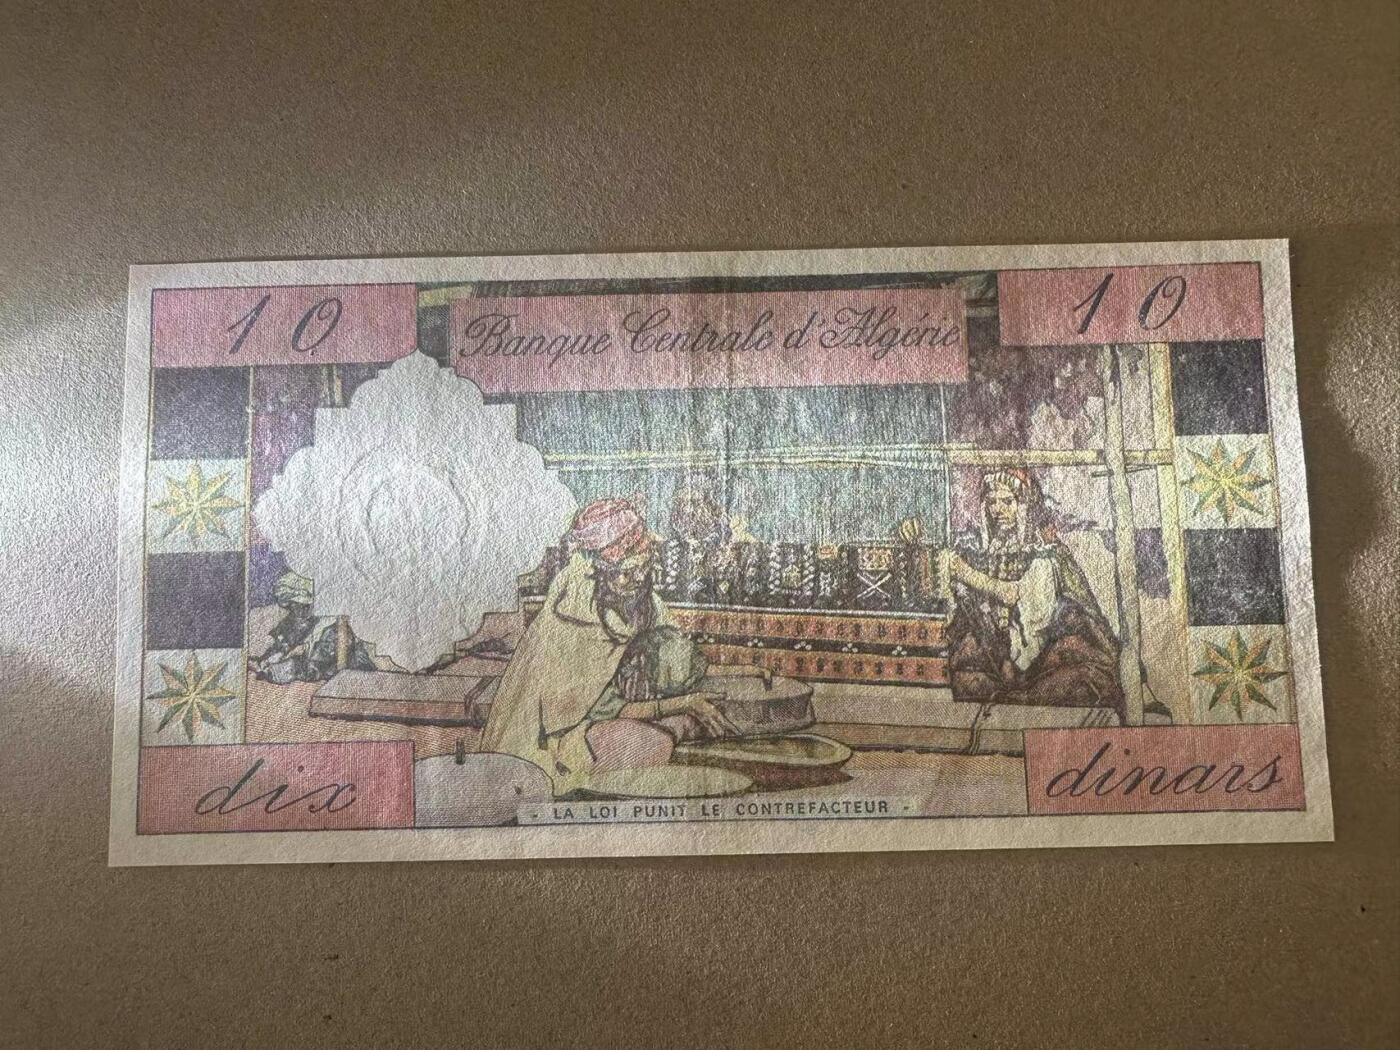 10
Banque Centrale d'Algérie
10
dix
dinars
- LA LOI PUNIT LE CONTREFACTEUR -